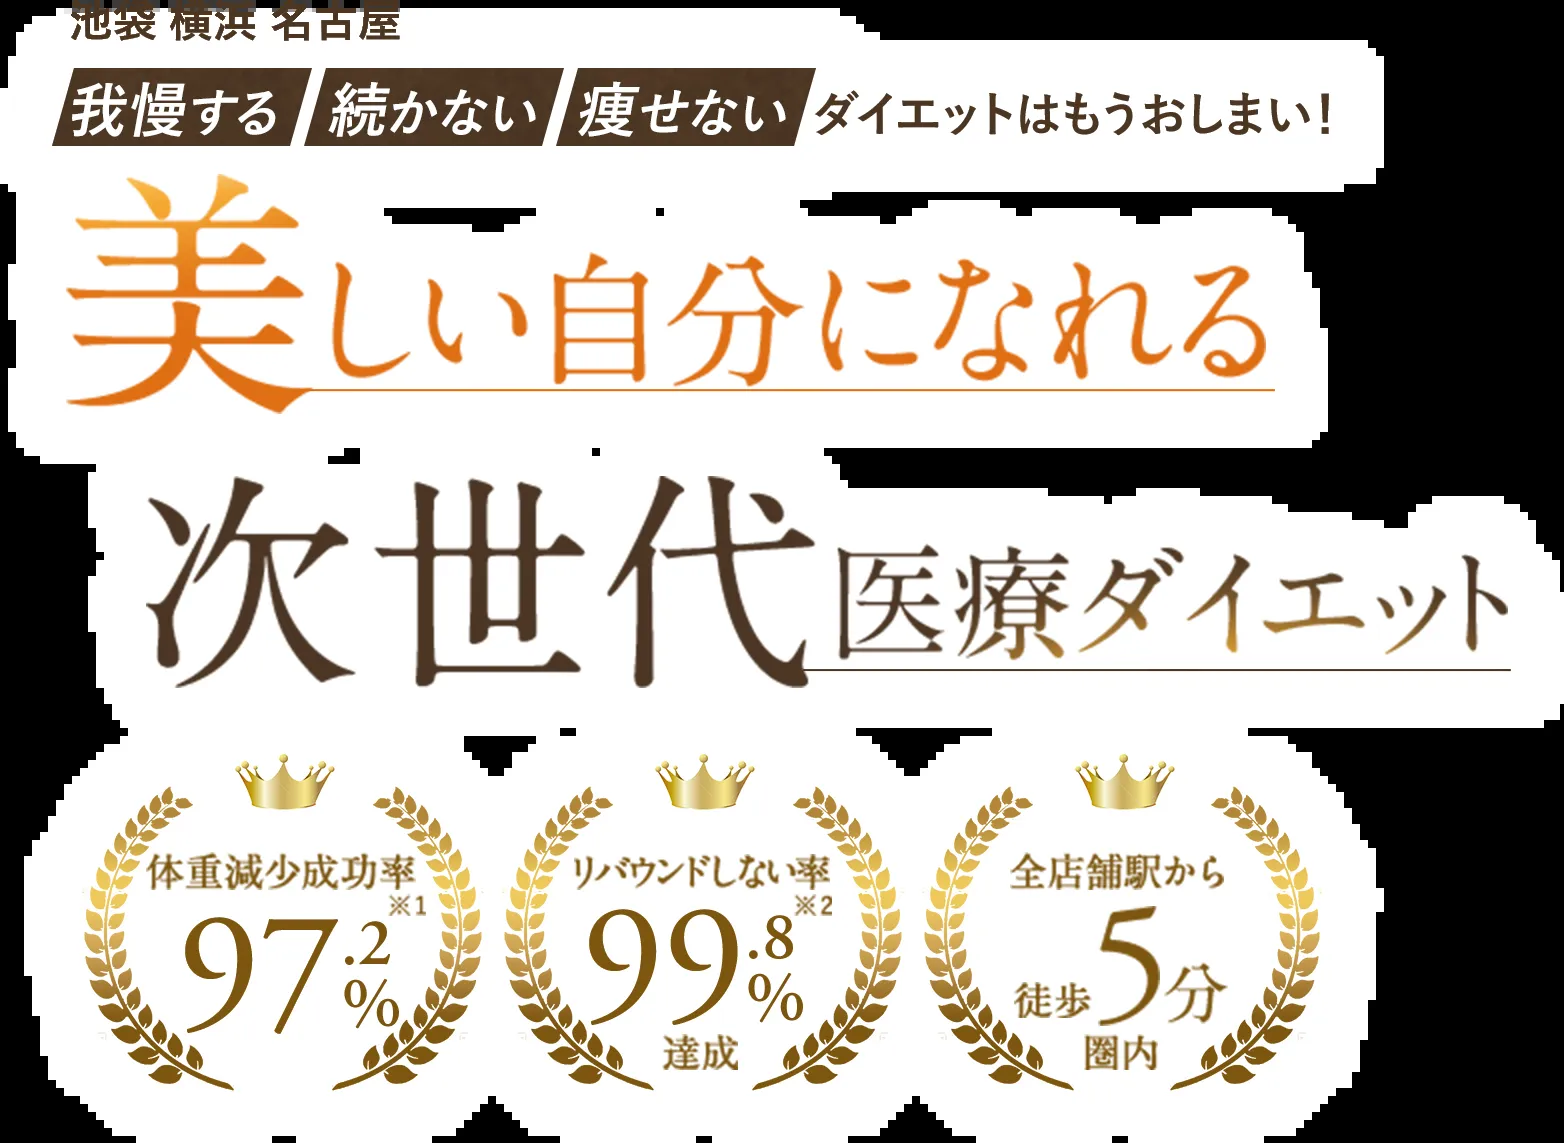 池袋 横浜 名古屋
我慢する 続かない 痩せない ダイエットはもうおしまい！
美しい自分になれる
次世代医療ダイエット
体重減少成功率
※1
97.2%
リバウンドしない率
※2
99.8%
達成
全店舗駅から
徒歩5分
圏内